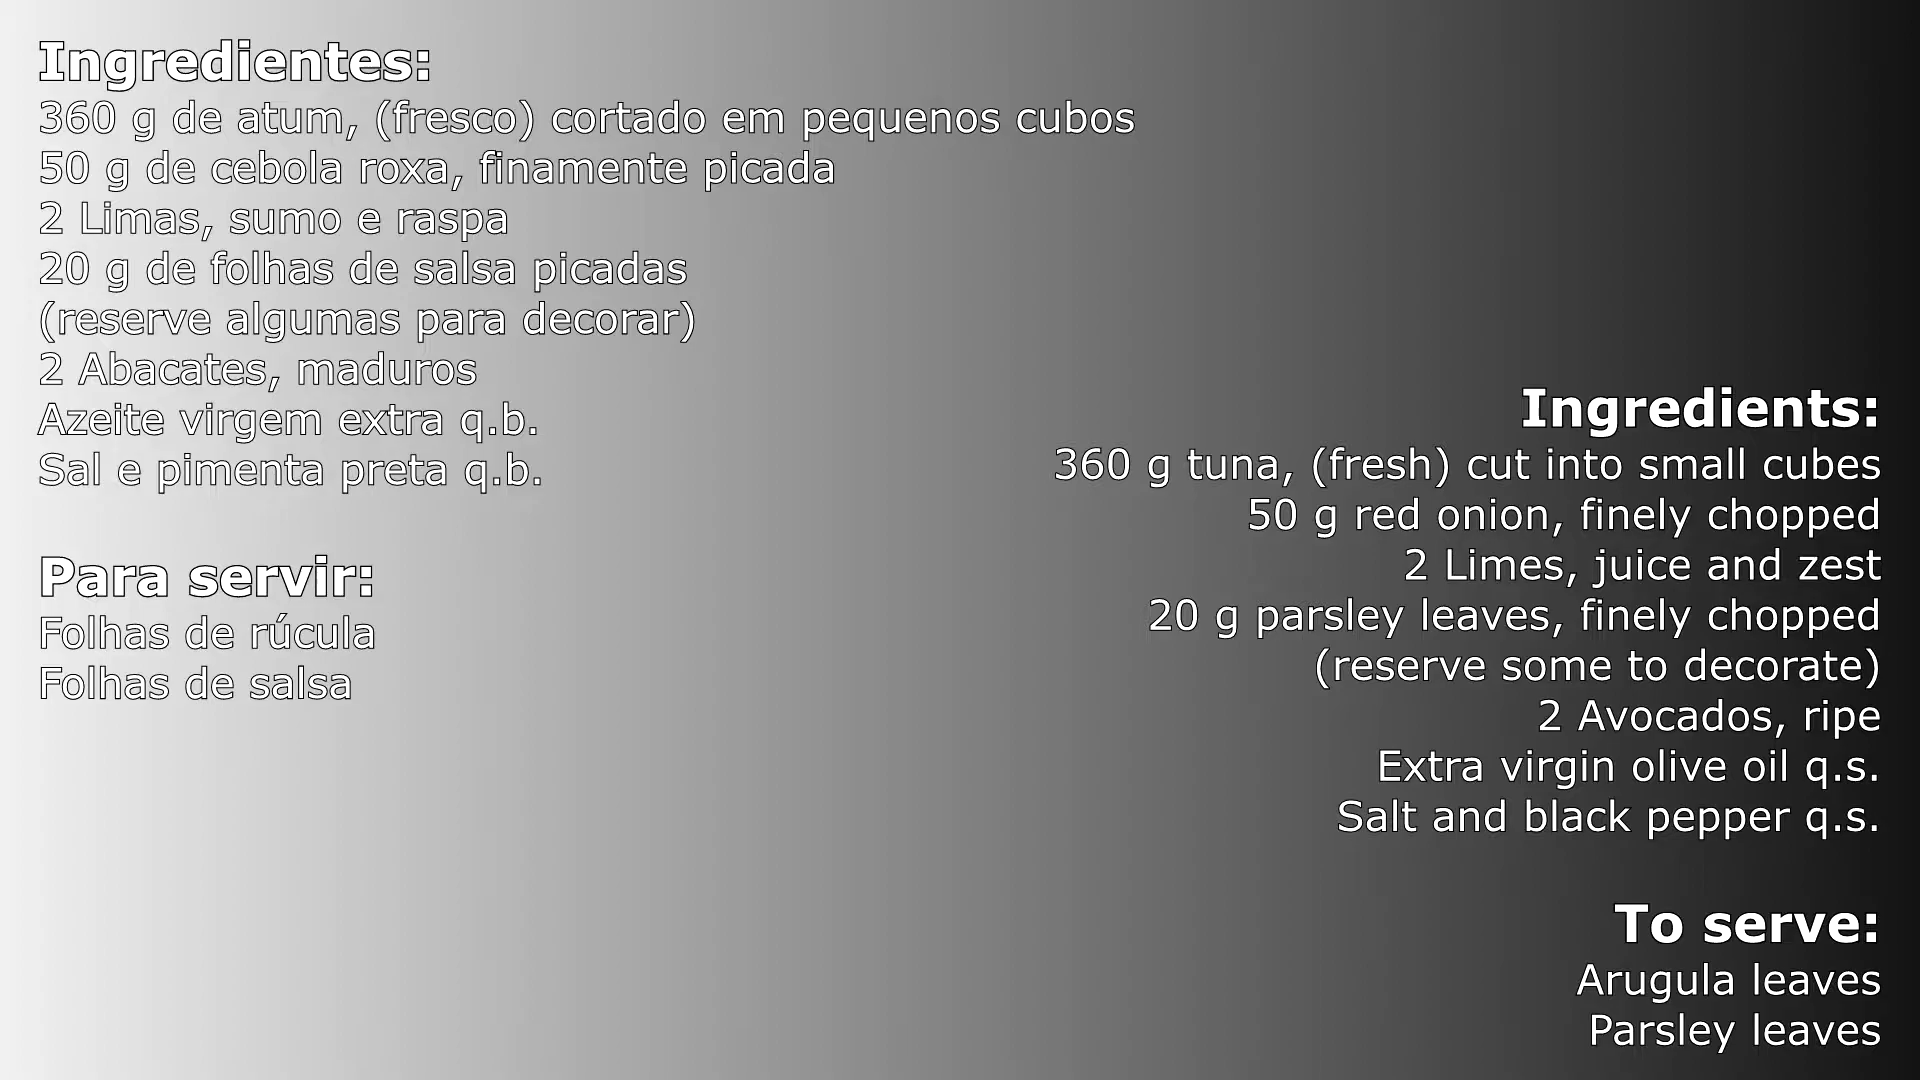 Ingredientes:
360 g de atum, (fresco) cortado em pequenos cubos
50 g de cebola roxa, finamente picada
2 Limas, sumo e raspa
20 g de folhas de salsa picadas
(reserve algumas para decorar)
2 Abacates, maduros
Azeite virgem extra q.b.
Sal e pimenta preta q.b.
Para servir:
Folhas de rúcula
Folhas de salsa
Ingredients:
360 g tuna, (fresh) cut into small cubes
50 g red onion, finely chopped
2 Limes, juice and zest
20 g parsley leaves, finely chopped
(reserve some to decorate)
2 Avocados, ripe
Extra virgin olive oil q.s.
Salt and black pepper q.s.
To serve:
Arugula leaves
Parsley leaves